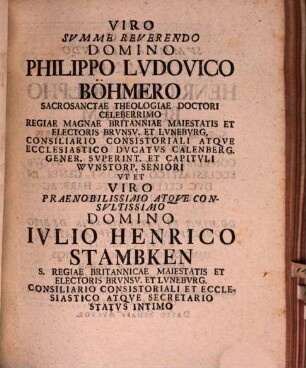 VIRO
SVMME REVERENDO
DOMINO
PHILIPPO LVDOVICO
BÖHMERO
SACROSANCTAE THEOLOGIAE DOCTORI
CELEBERRIMO
REGIAE MAGNAE BRITANNIAE MAIESTATIS ET
ELECTORIS BRVNSV. ET LVNEBVRG,
CONSILIARIO CONSISTORIALI ATQVE
ECCLESIASTICO DVCATVS CALENBERG.
GENER. SVPERINT. ET CAPITVLI
WVNSTORP. SENIORI
VT ET
VIRO
PRAENOBILISSIMO ATQVE CON-
SVLTISSIMO
DOMINO
IVLIO HENRICO
STAMBKEN
S. REGIAE BRITANNICAE MAIESTATIS ET
ELECTORIS BRVNSV. ET LVNEBVRG.
CONSILIARIO CONSISTORIALI ET ECCLE-
SIASTICO ATQVE SECRETARIO
STATVS INTIMO